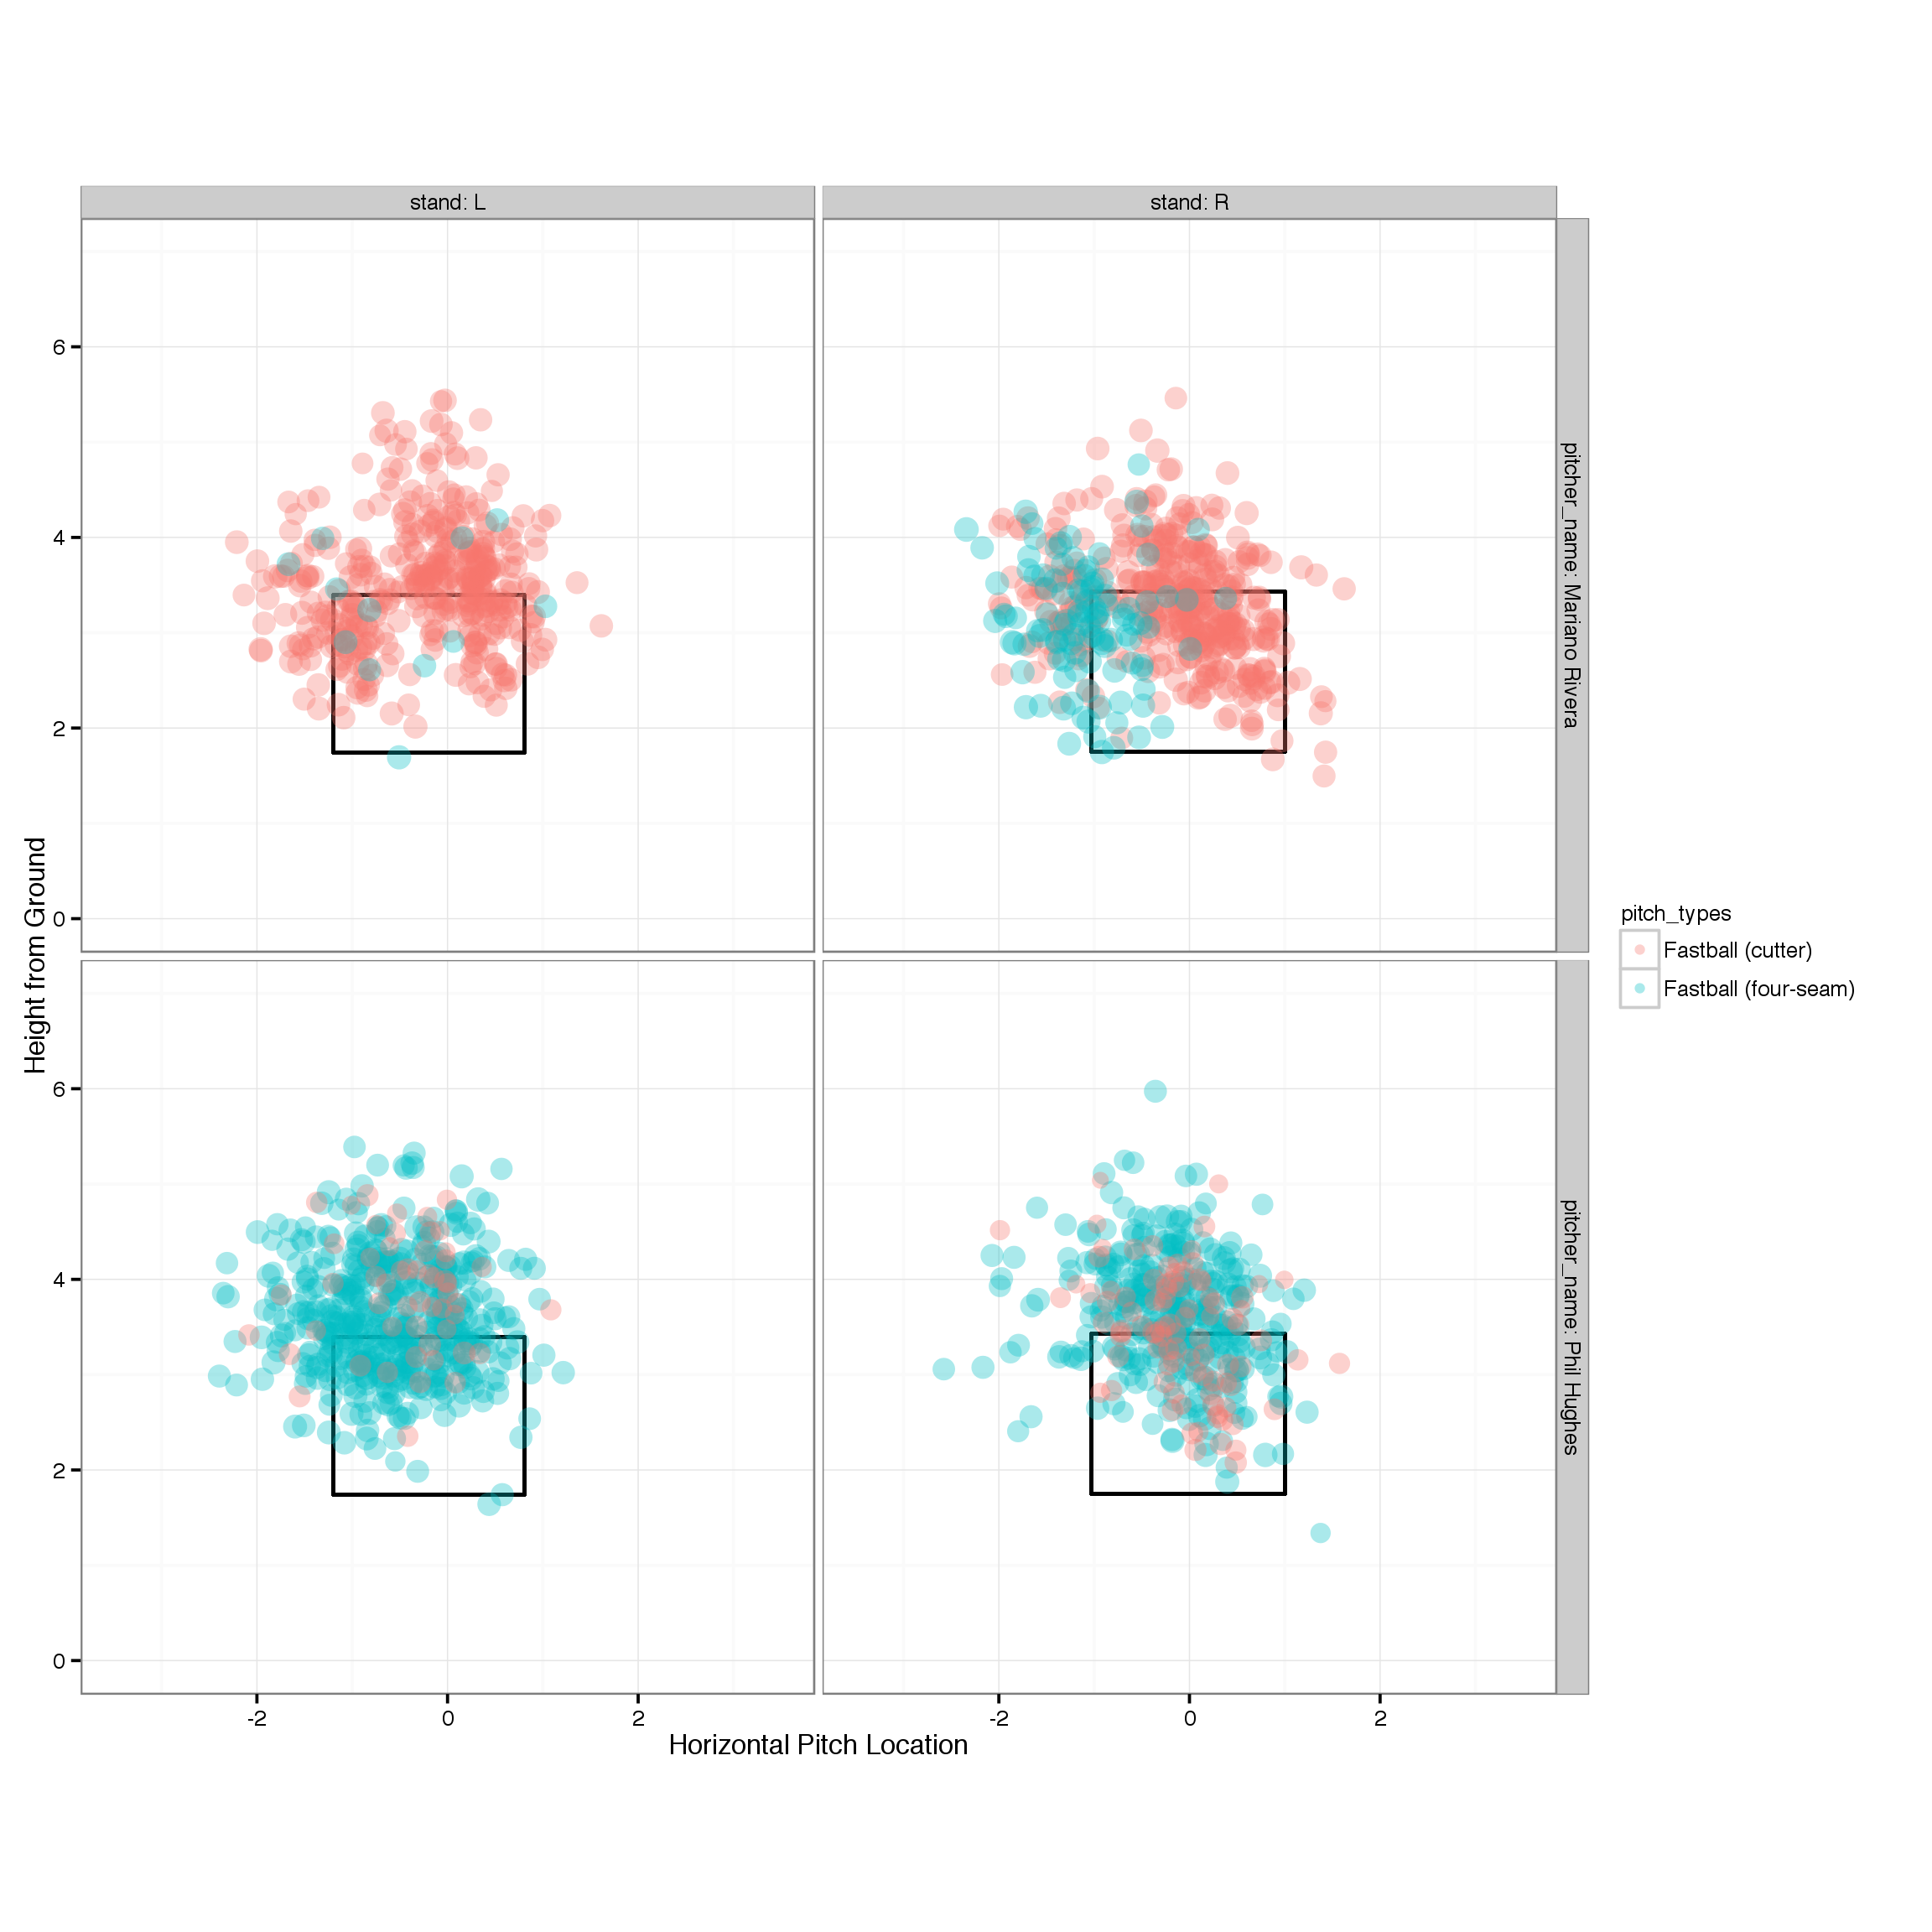 stand: L
stand: R
6
4
2
0
pitcher_name: Mariano Rivera
Height from Ground
pitch_types
Fastball (cutter)
Fastball (four-seam)
6
4
2
0
pitcher_name: Phil Hughes
-2
0
2
-2
0
2
Horizontal Pitch Location